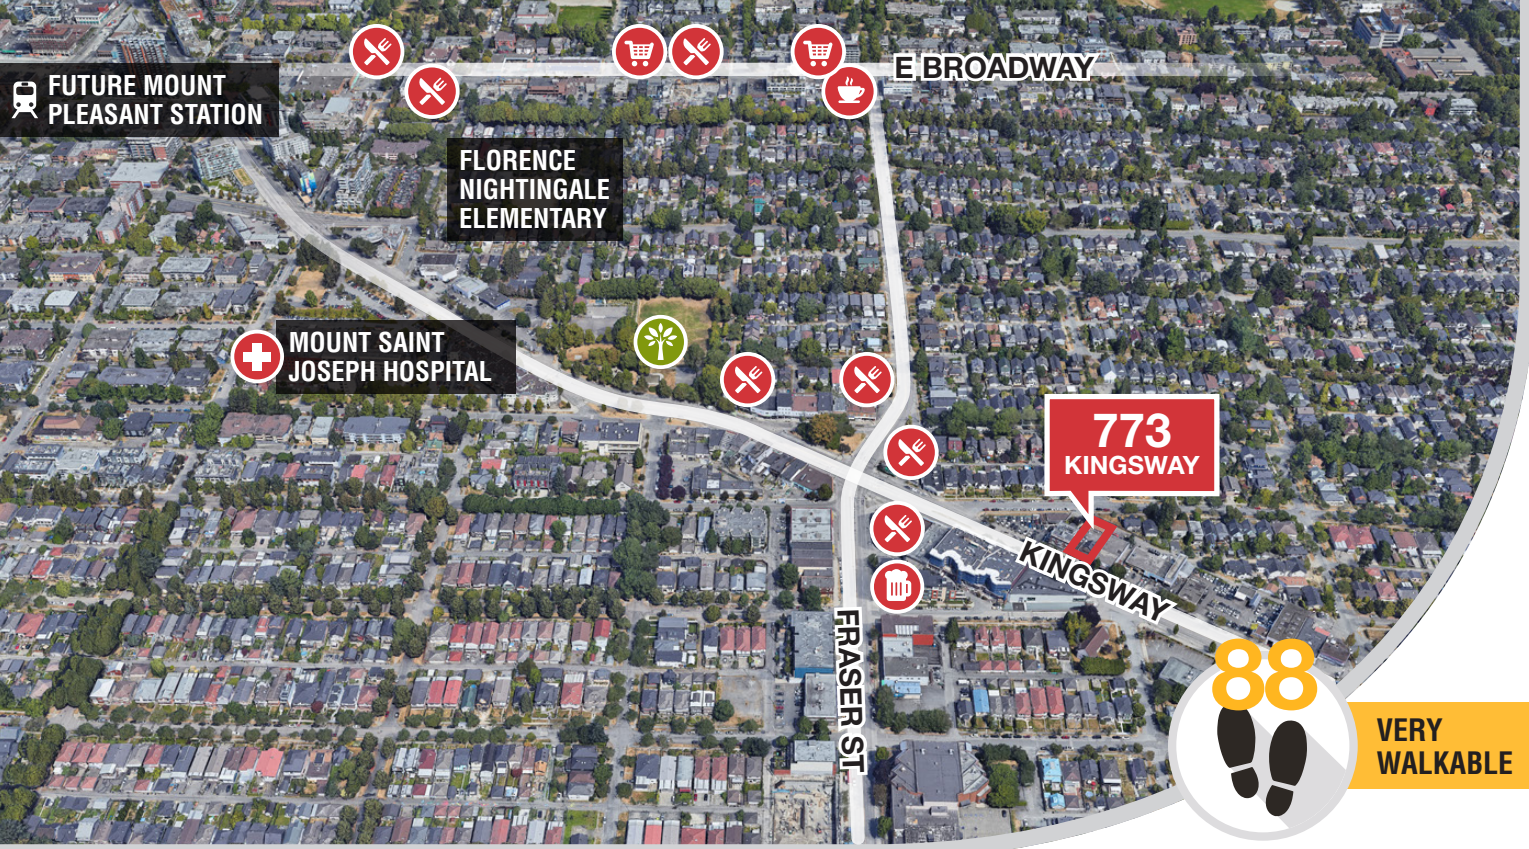 E BROADWAY
FUTURE MOUNT
PLEASANT STATION
FLORENCE
NIGHTINGALE
ELEMENTARY
MOUNT SAINT
JOSEPH HOSPITAL
773
KINGSWAY
KINGSWAY
FRASER ST
88
VERY
WALKABLE